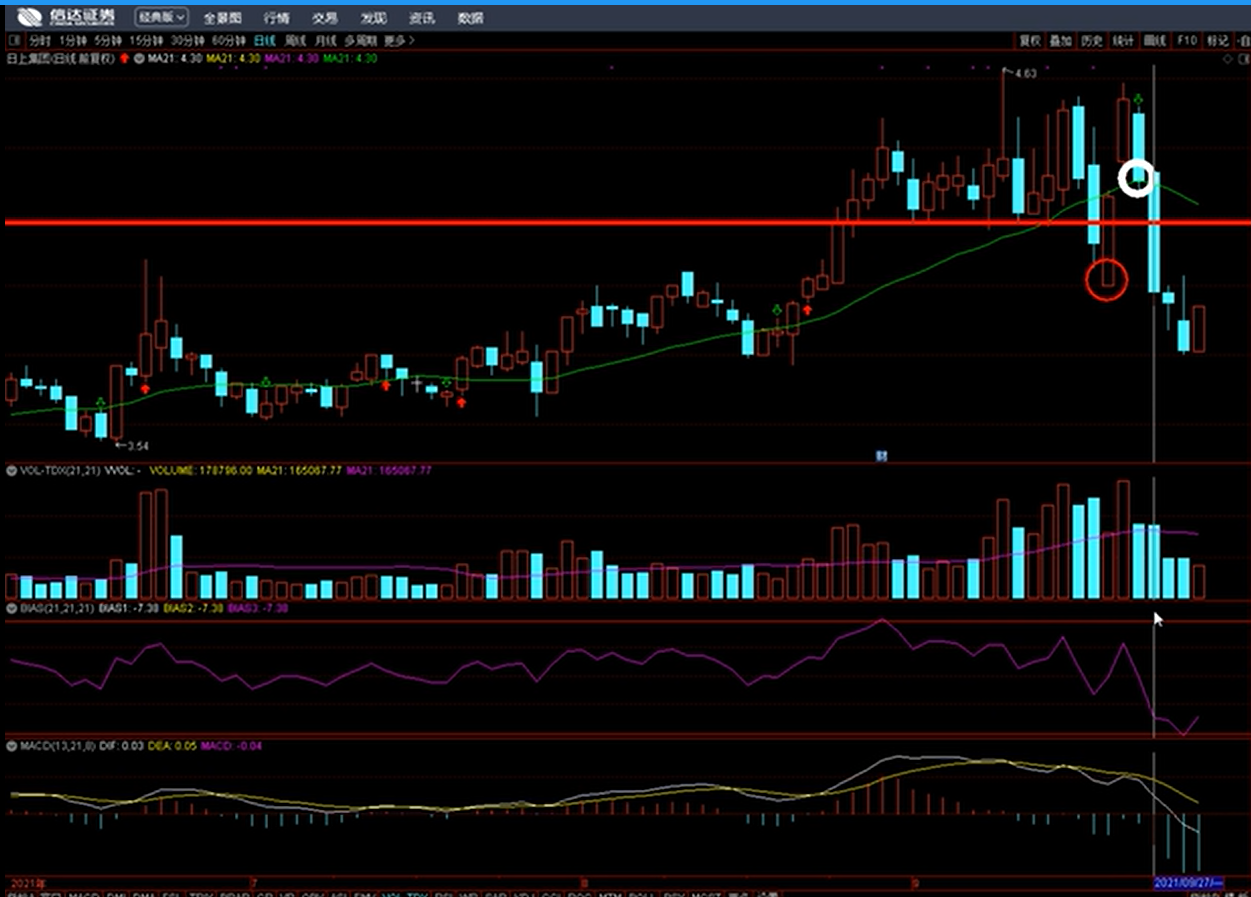 信达证券 经典版 全景图 行情 交易 发现 资讯 数据
分时 1分钟 5分钟 15分钟 30分钟 60分钟 日线 周线 月线 多周期 更多> 复权 叠加 历史 统计 画线 F10 标记 -自
日上集团(日线 前复权) MA21: 4.30 MA21: 4.30 MA21: 4.30 MA21: 4.30
4.63
3.54
财
VOL-TDX(21,21) VVOL: - VOLUME: 178796.00 MA21: 165067.77 MA21: 165067.77
BIAS(21,21,21) BIAS1: -7.38 BIAS2: -7.38 BIAS3: -7.38
MACD(13,21,8) DIF: 0.03 DEA: 0.05 MACD: -0.04
2021年 7 8 9 2021/09/27/一